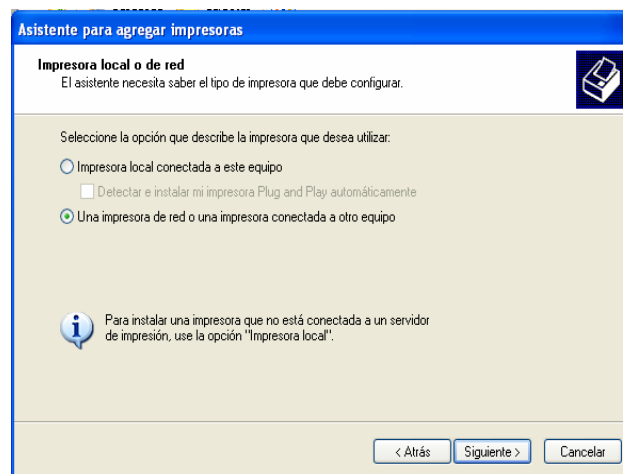 Asistente para agregar impresoras
Impresora local o de red
El asistente necesita saber el tipo de impresora que debe configurar.
Seleccione la opción que describe la impresora que desea utilizar:
Impresora local conectada a este equipo
Detectar e instalar mi impresora Plug and Play automáticamente
Una impresora de red o una impresora conectada a otro equipo
Para instalar una impresora que no está conectada a un servidor
de impresión, use la opción "Impresora local".
< Atrás
Siguiente >
Cancelar